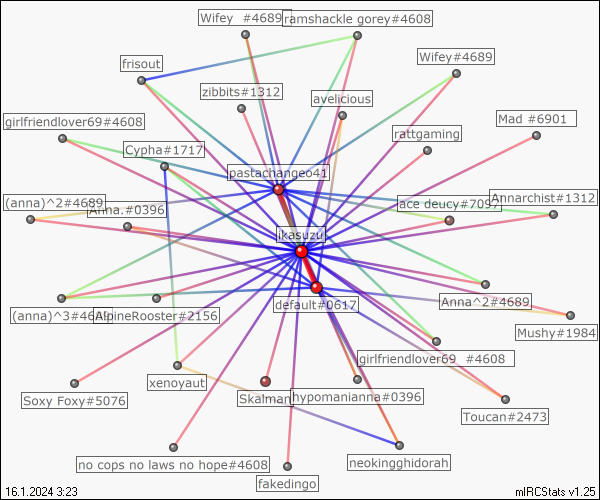 Wifey  #4689
ramshackle gorey#4608
Wifey#4689
frisout
zibbits#1312
avelicious
girlfriendlover69#4608
Mad #6901
rattgaming
Cypha#1717
pastachangeo41
(anna)^2#4689
Anna.#0396
ace deucy#7097
Annarchist#1312
ikasuzu
(anna)^3#46
AlpineRooster#2156
default#0617
Anna^2#4689
Mushy#1984
girlfriendlover69  #4608
xenoyaut
Soxy Foxy#5076
Skalman
hypomanianna#0396
Toucan#2473
no cops no laws no hope#4608
neokingghidorah
fakedingo
16.1.2024 3:23
mIRCStats v1.25